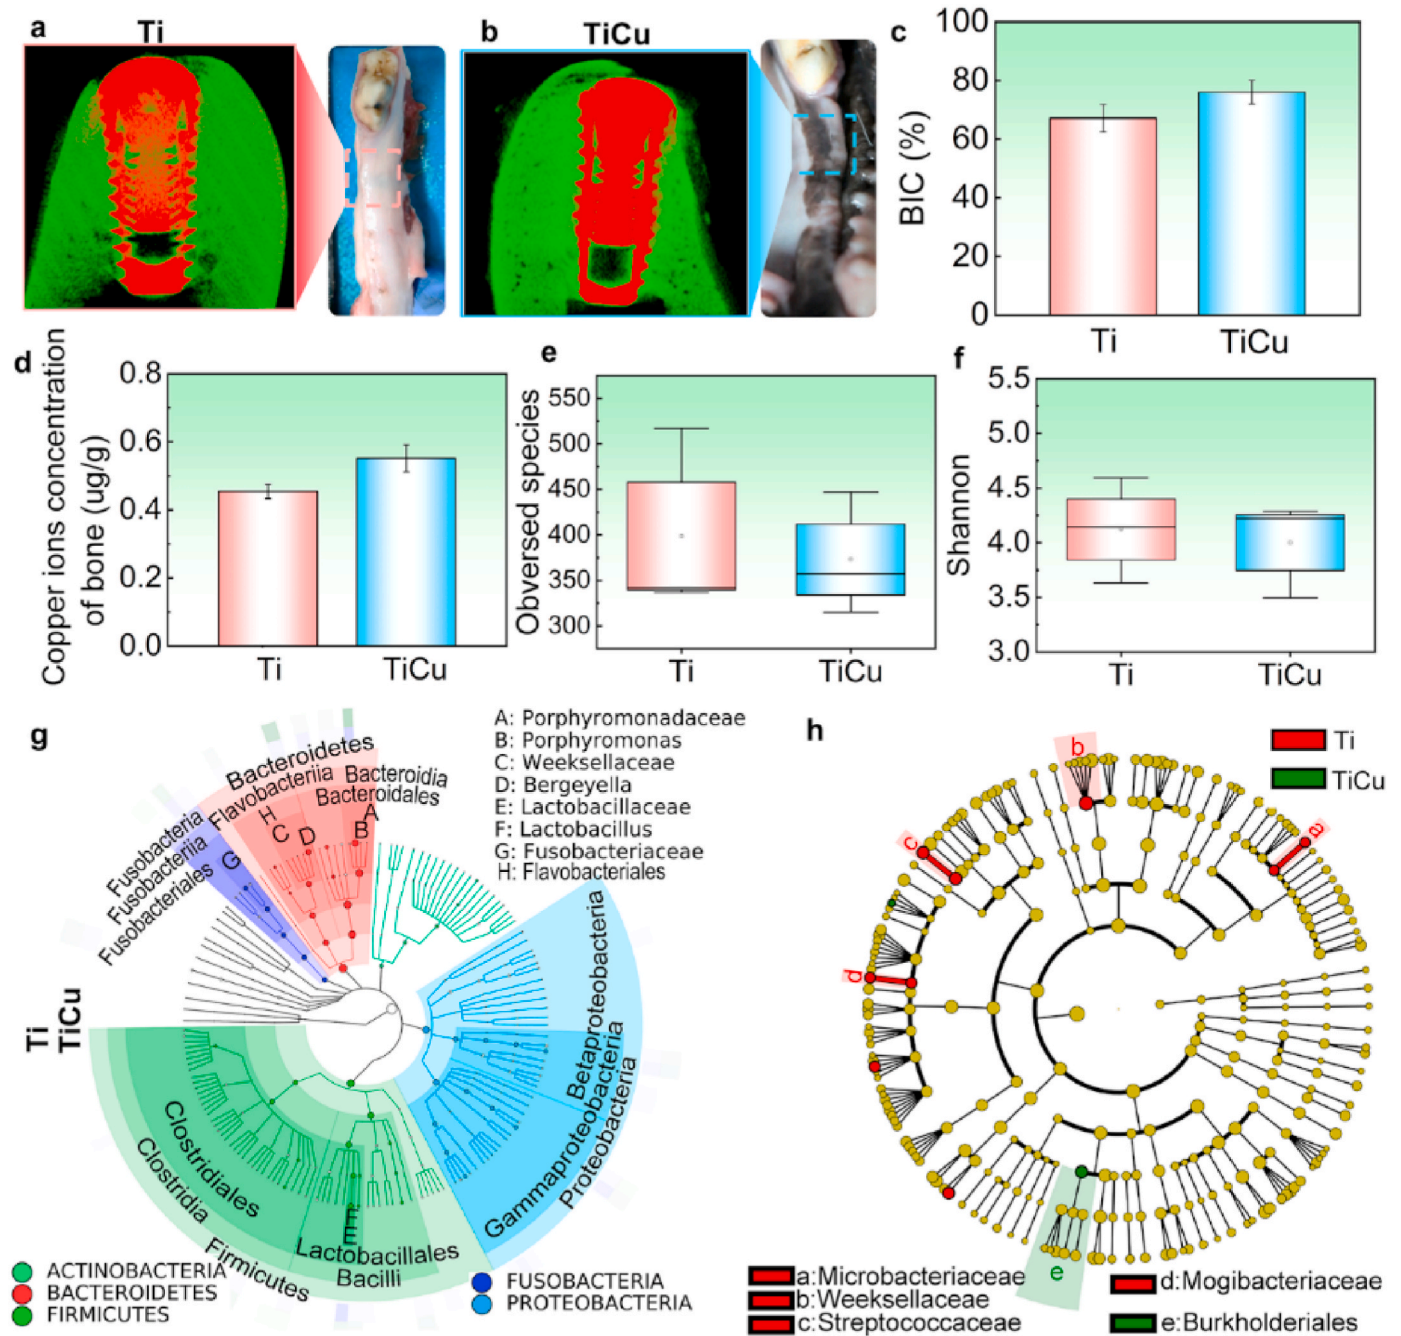 a
Ti
b
TiCu
c
BIC (%)
100
80
60
40
20
0
Ti
TiCu
d
Copper ions concentration
of bone (ug/g)
0.8
0.6
0.4
0.2
0.0
Ti
TiCu
e
Obversed species
550
500
450
400
350
300
Ti
TiCu
f
Shannon
5.5
5.0
4.5
4.0
3.5
3.0
Ti
TiCu
g
Bacteroidetes
Flavobacteriia
Bacteroidia
Bacteroidales
H
C
D
A
B
Fusobacteria
Fusobacteriia
Fusobacteriales
G
A: Porphyromonadaceae
B: Porphyromonas
C: Weeksellaceae
D: Bergeyella
E: Lactobacillaceae
F: Lactobacillus
G: Fusobacteriaceae
H: Flavobacteriales
Betaproteobacteria
Gammaproteobacteria
Proteobacteria
Ti
TiCu
Clostridiales
Clostridia
Firmicutes
E
Lactobacillales
Bacilli
ACTINOBACTERIA
BACTEROIDETES
FIRMICUTES
FUSOBACTERIA
PROTEOBACTERIA
h
Ti
TiCu
b
c
a
d
e
a:Microbacteriaceae
b:Weeksellaceae
c:Streptococcaceae
d:Mogibacteriaceae
e:Burkholderiales